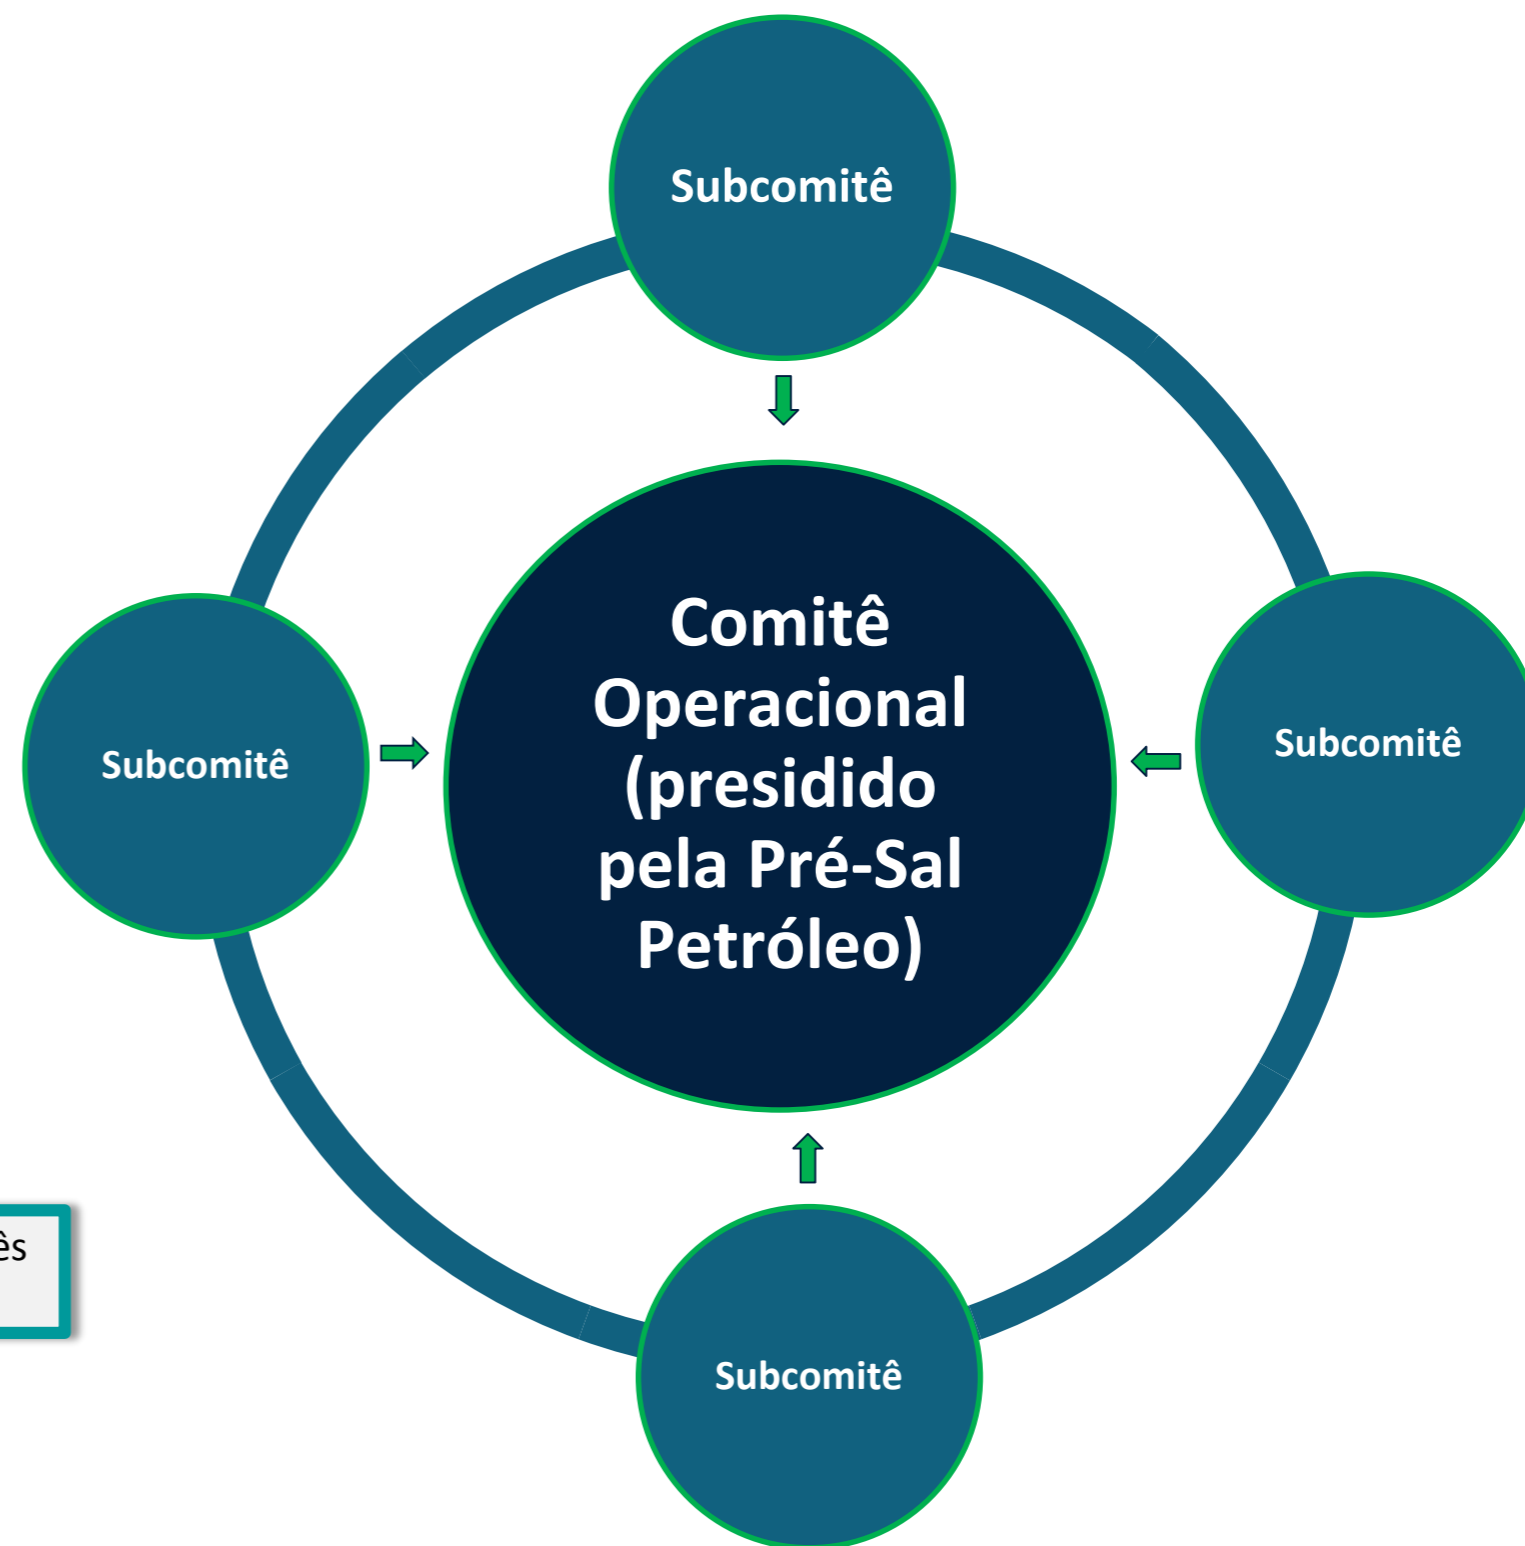 Subcomitê
Comitê
Operacional
(presidido
pela Pré-Sal
Petróleo)
Subcomitê
Subcomitê
Subcomitê